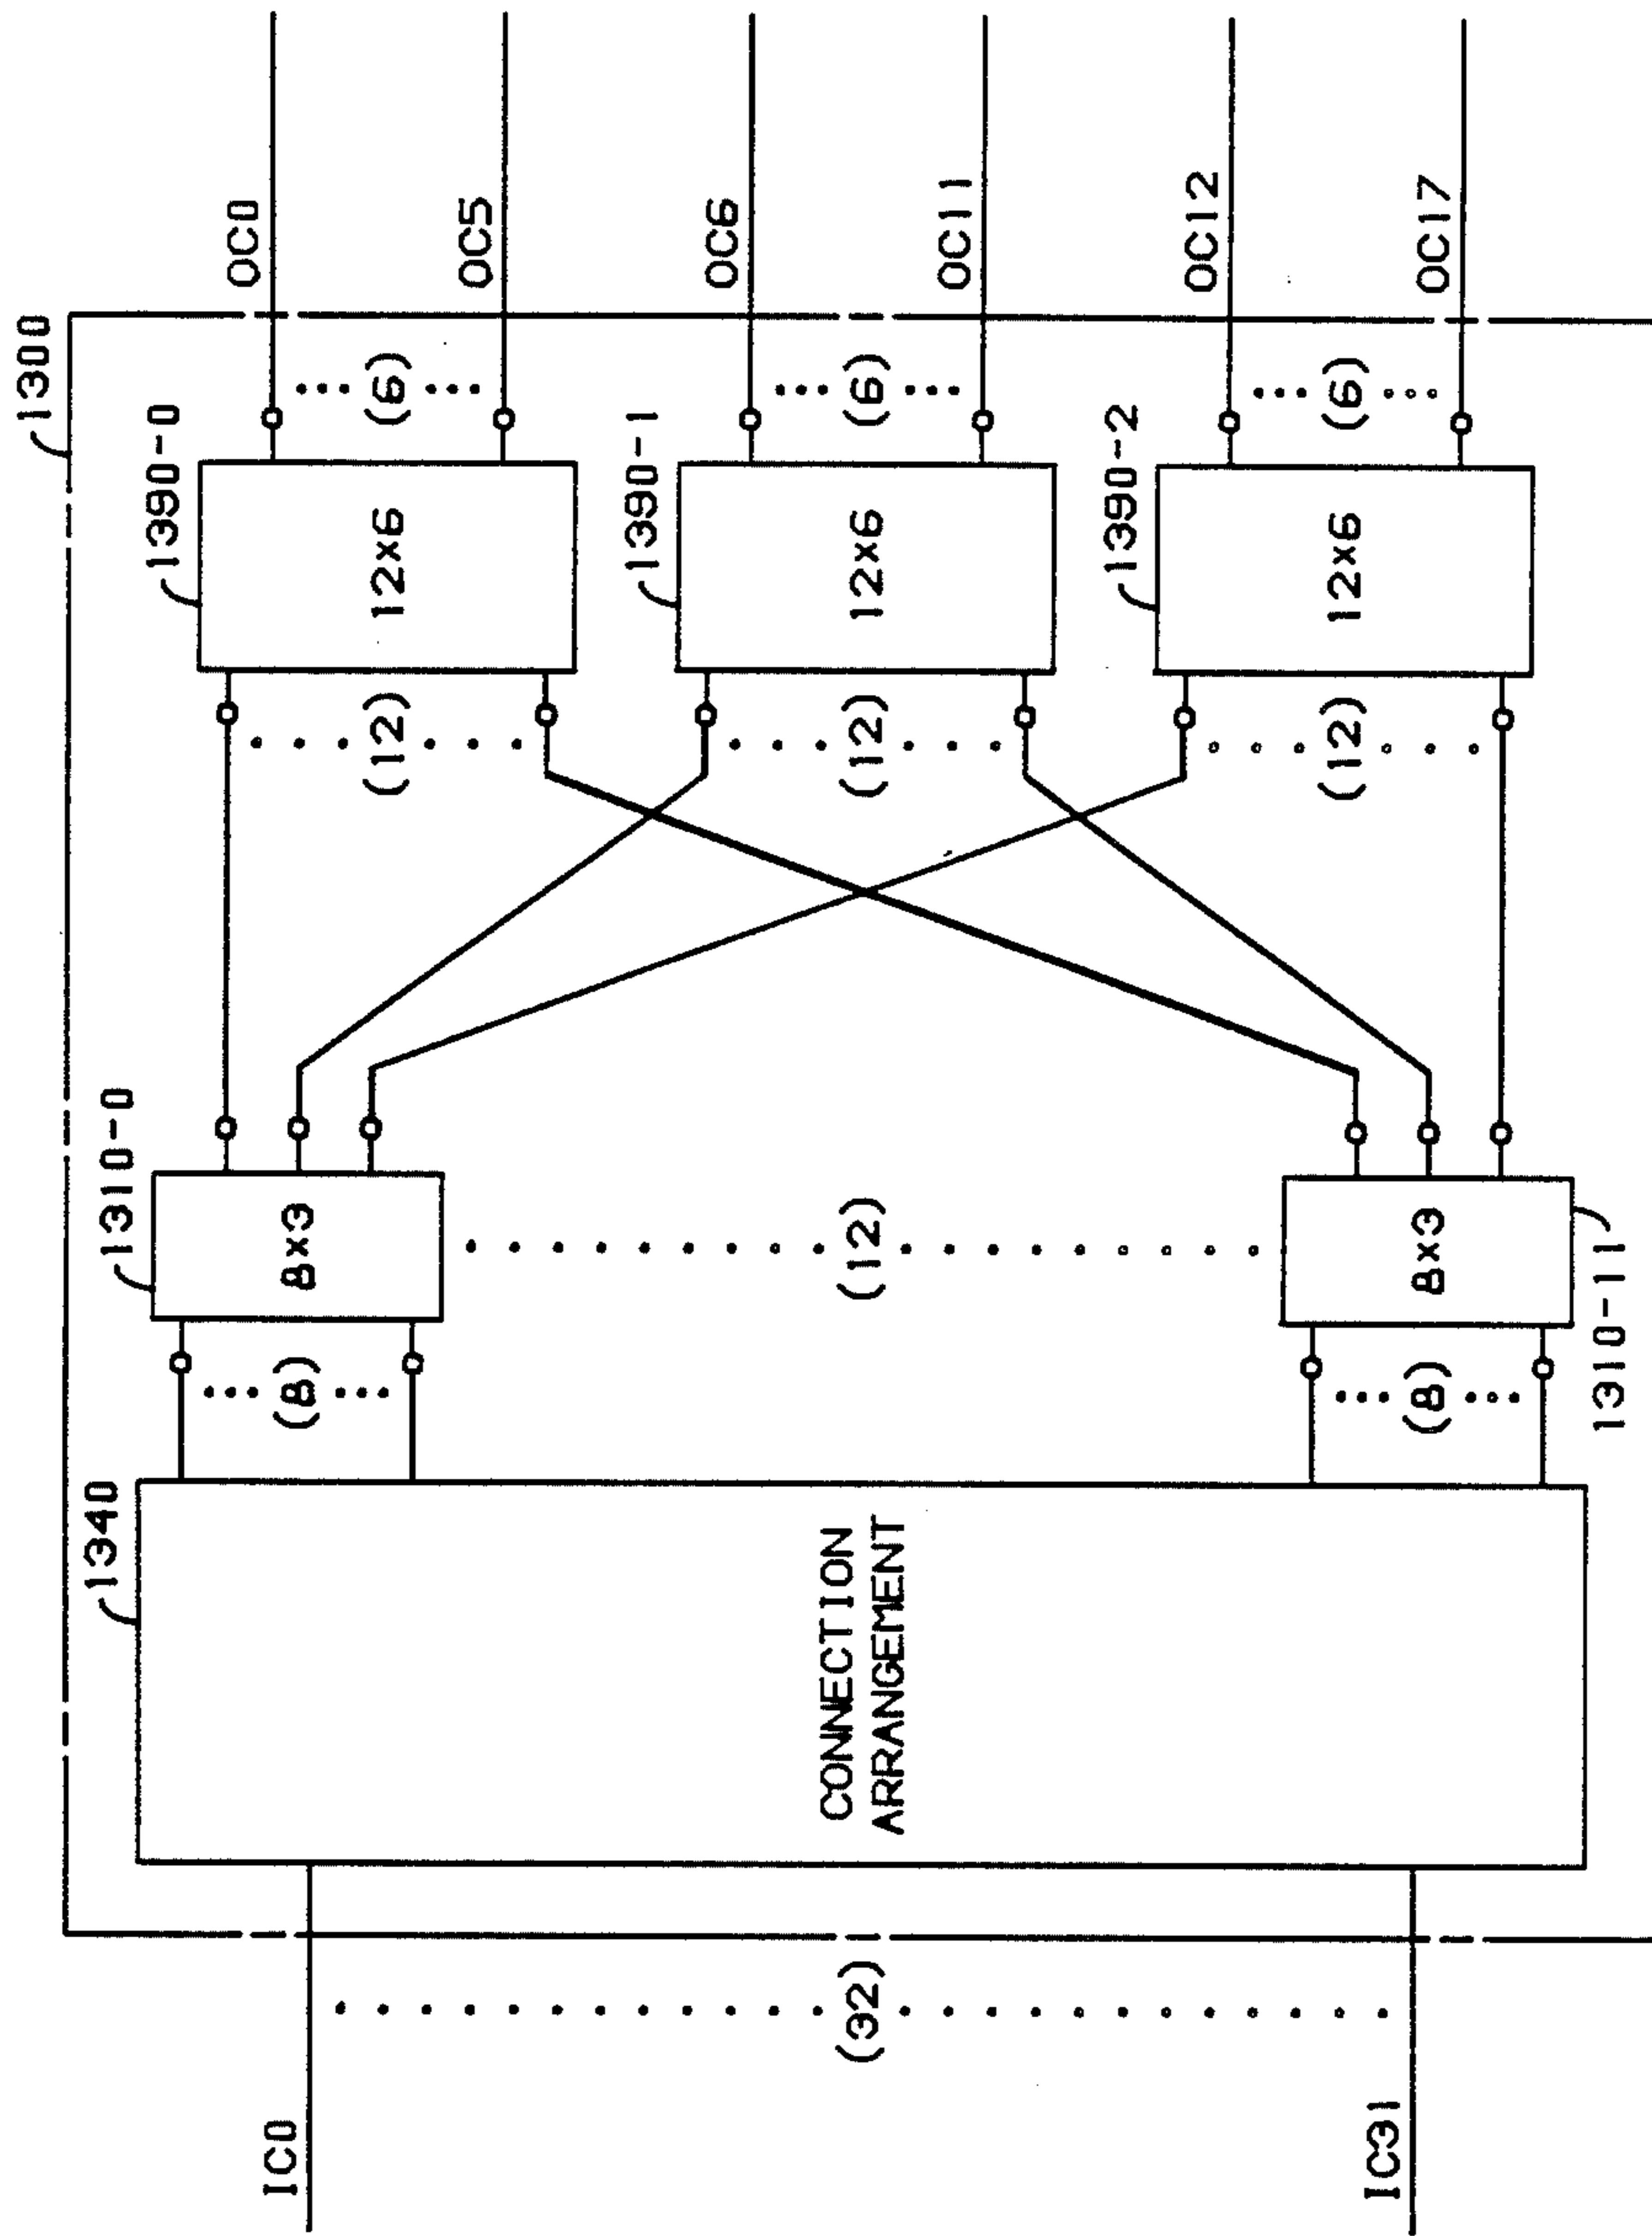 1300
1340
1310-0
1390-0
IC0
(32)
IC31
CONNECTION
ARRANGEMENT
(8)
(8)
8x3
(12)
8x3
1310-11
(12)
12x6
(6)
OC0
OC5
1390-1
(12)
12x6
(6)
OC6
OC11
1390-2
(12)
12x6
(6)
OC12
OC17